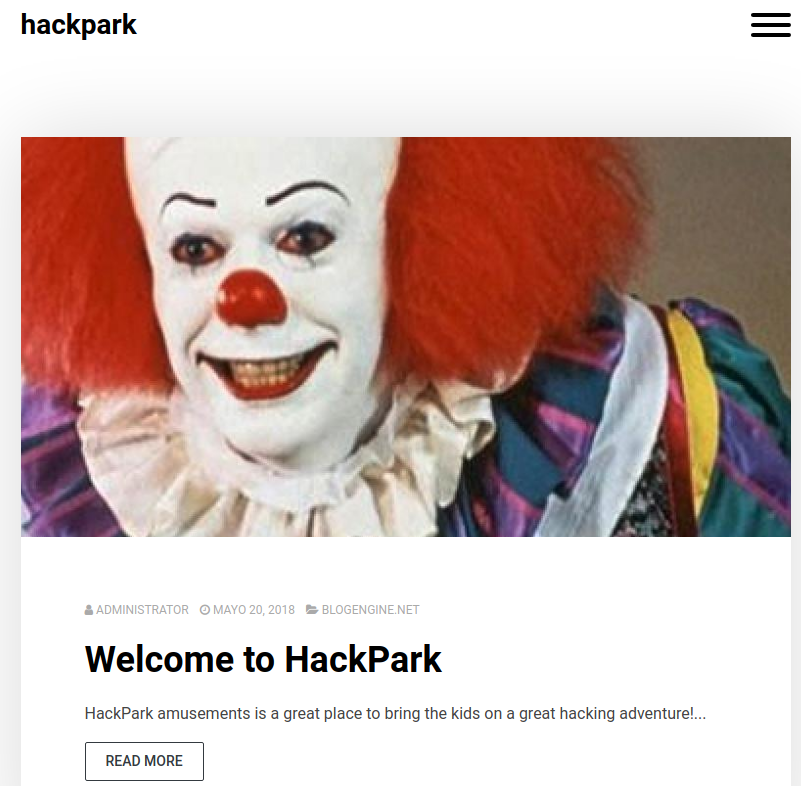 hackpark
ADMINISTRATOR MAYO 20, 2018 BLOGENGINE.NET
Welcome to HackPark
HackPark amusements is a great place to bring the kids on a great hacking adventure!...
READ MORE